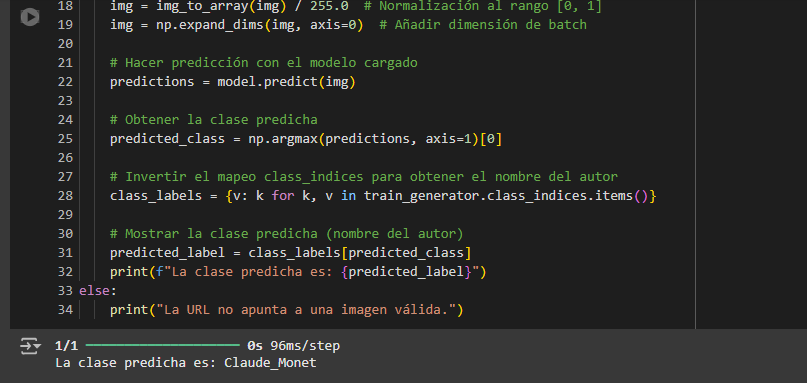 18 img = img_to_array(img) / 255.0  # Normalización al rango [0, 1]
19 img = np.expand_dims(img, axis=0)  # Añadir dimensión de batch
20
21 # Hacer predicción con el modelo cargado
22 predictions = model.predict(img)
23
24 # Obtener la clase predicha
25 predicted_class = np.argmax(predictions, axis=1)[0]
26
27 # Invertir el mapeo class_indices para obtener el nombre del autor
28 class_labels = {v: k for k, v in train_generator.class_indices.items()}
29
30 # Mostrar la clase predicha (nombre del autor)
31 predicted_label = class_labels[predicted_class]
32 print(f"La clase predicha es: {predicted_label}")
33 else:
34 print("La URL no apunta a una imagen válida.")
1/1 ━━━━━━━━━━━━━━━━━━━━ 0s 96ms/step
La clase predicha es: Claude_Monet